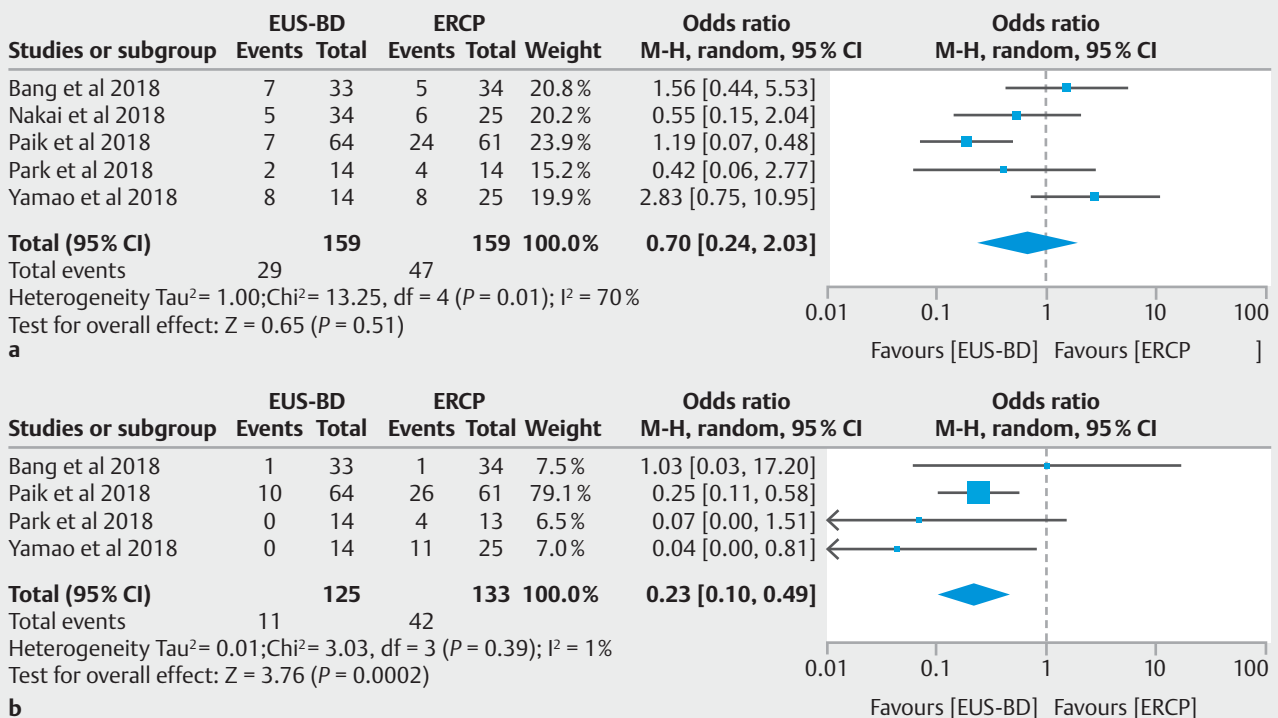 EUS-BD ERCP Odds ratio Odds ratio
Studies or subgroup Events Total Events Total Weight M-H, random, 95% CI M-H, random, 95% CI
Bang et al 2018 7 33 5 34 20.8% 1.56 [0.44, 5.53]
Nakai et al 2018 5 34 6 25 20.2% 0.55 [0.15, 2.04]
Paik et al 2018 7 64 24 61 23.9% 1.19 [0.07, 0.48]
Park et al 2018 2 14 4 14 15.2% 0.42 [0.06, 2.77]
Yamao et al 2018 8 14 8 25 19.9% 2.83 [0.75, 10.95]
Total (95% CI) 159 159 100.0% 0.70 [0.24, 2.03]
Total events 29 47
Heterogeneity Tau²= 1.00;Chi²= 13.25, df = 4 (P = 0.01); I² = 70%
Test for overall effect: Z = 0.65 (P = 0.51)
0.01 0.1 1 10 100
Favours [EUS-BD] Favours [ERCP ]
a
EUS-BD ERCP Odds ratio Odds ratio
Studies or subgroup Events Total Events Total Weight M-H, random, 95% CI M-H, random, 95% CI
Bang et al 2018 1 33 1 34 7.5% 1.03 [0.03, 17.20]
Paik et al 2018 10 64 26 61 79.1% 0.25 [0.11, 0.58]
Park et al 2018 0 14 4 13 6.5% 0.07 [0.00, 1.51]
Yamao et al 2018 0 14 11 25 7.0% 0.04 [0.00, 0.81]
Total (95% CI) 125 133 100.0% 0.23 [0.10, 0.49]
Total events 11 42
Heterogeneity Tau²= 0.01;Chi²= 3.03, df = 3 (P = 0.39); I² = 1%
Test for overall effect: Z = 3.76 (P = 0.0002)
0.01 0.1 1 10 100
Favours [EUS-BD] Favours [ERCP]
b